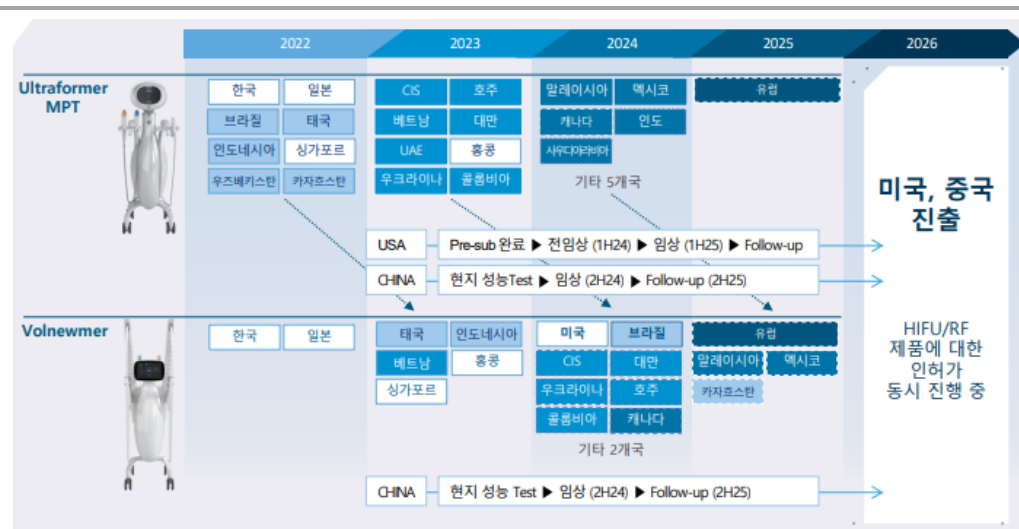 2022 2023 2024 2025 2026
Ultraformer
MPT
한국 일본 CIS 호주 말레이시아 멕시코 유럽
브라질 태국 베트남 대만 캐나다 인도
인도네시아 싱가포르 UAE 홍콩 사우디아라비아
우즈베키스탄 카자흐스탄 우크라이나 콜롬비아 기타 5개국
미국, 중국
진출
USA Pre-sub 완료 ▶ 전임상 (1H24) ▶ 임상 (1H25) ▶ Follow-up
CHINA 현지 성능Test ▶ 임상 (2H24) ▶ Follow-up (2H25)
Volnewmer
한국 일본 태국 인도네시아 미국 브라질 유럽
베트남 홍콩 CIS 대만 말레이시아 멕시코
싱가포르 우크라이나 호주 카자흐스탄
콜롬비아 캐나다
기타 2개국
HIFU/RF
제품에 대한
인허가
동시 진행 중
CHINA 현지 성능 Test ▶ 임상 (2H24) ▶ Follow-up (2H25)